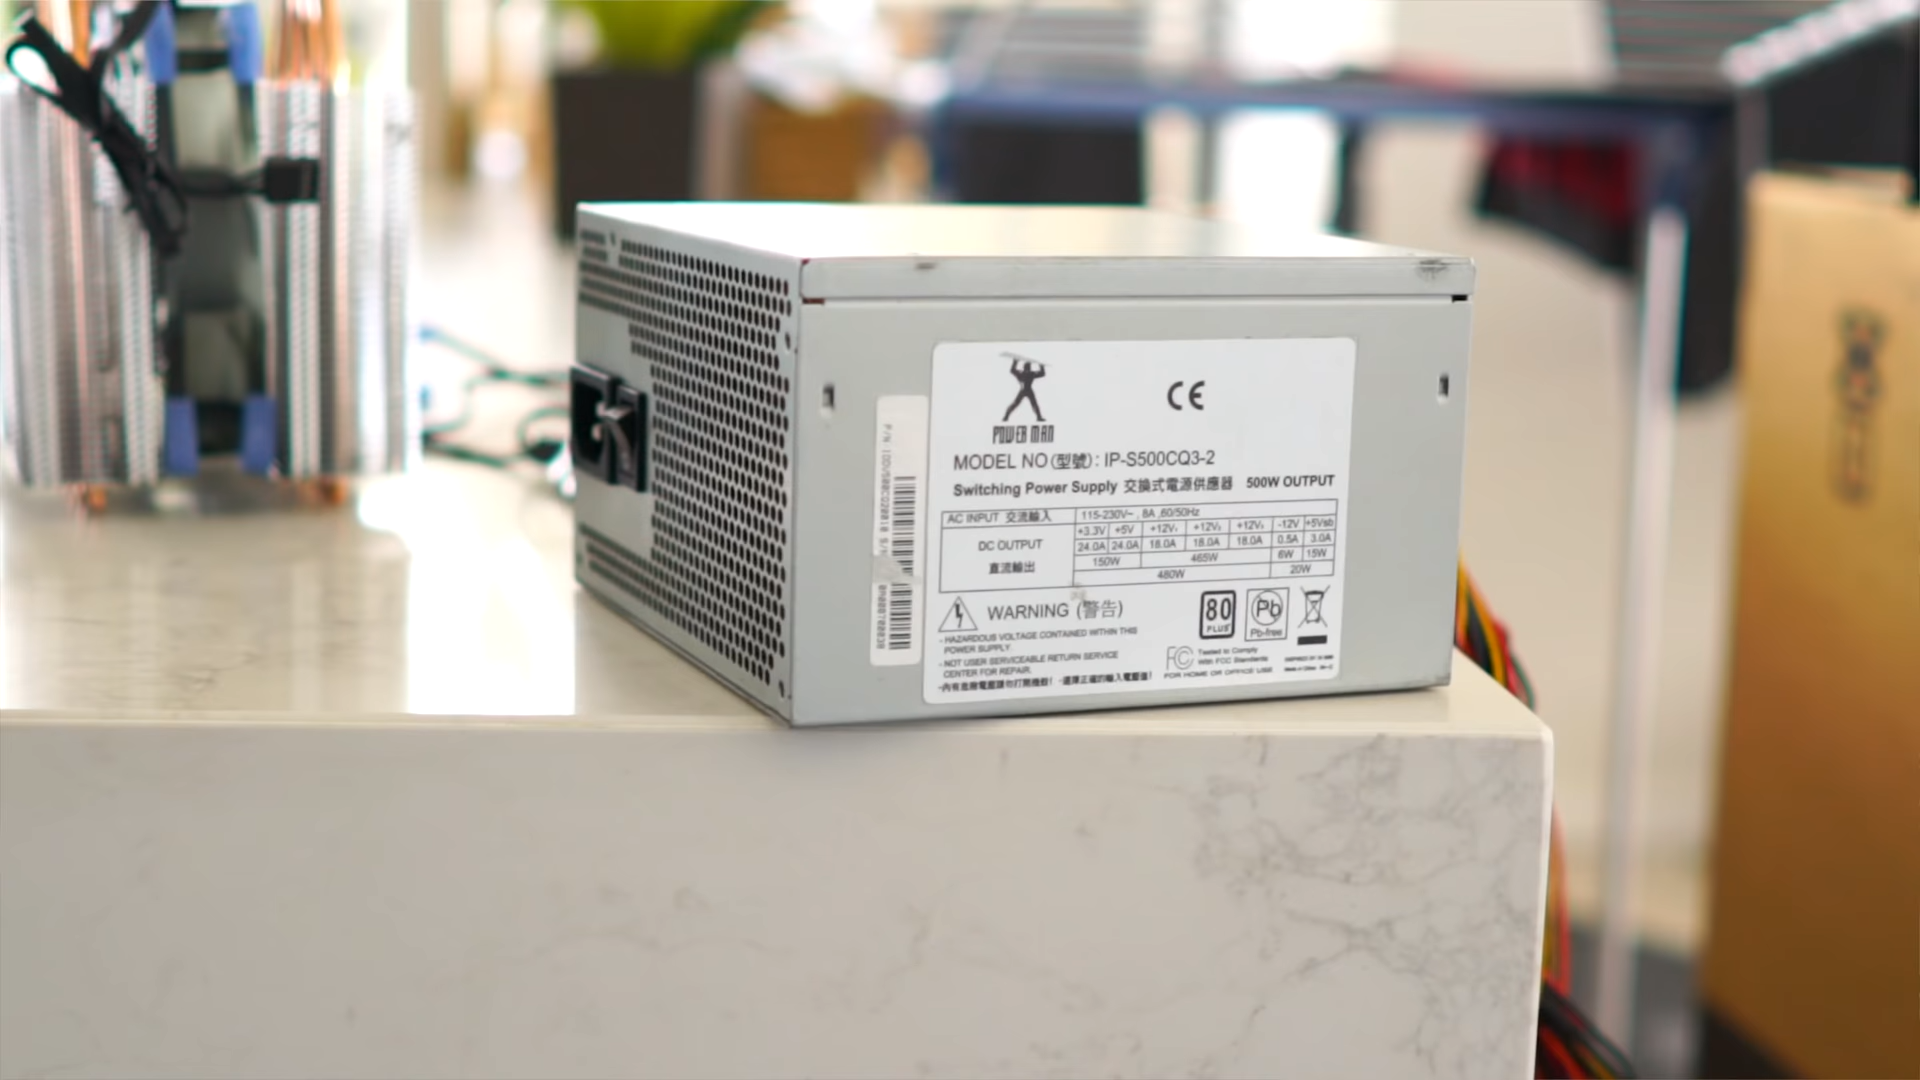 POWER MAN
CE
MODEL NO(型號): IP-S500CQ3-2
Switching Power Supply 交換式電源供應器 500W OUTPUT
AC INPUT 交流輸入 115-230V~ , 8A ,60/50Hz
DC OUTPUT
直流輸出
+3.3V +5V +12V₁ +12V₂ +12V₃ -12V +5Vsb
24.0A 24.0A 18.0A 18.0A 18.0A 0.5A 3.0A
150W 465W 6W 15W
480W 20W
WARNING (警告)
- HAZARDOUS VOLTAGE CONTAINED WITHIN THIS
POWER SUPPLY.
- NOT USER SERVICEABLE RETURN SERVICE
CENTER FOR REPAIR.
80
PLUS
Pb
Pb-free
FC
Tested to Comply
With FCC Standards
FOR HOME OR OFFICE USE
P/N: S/N: